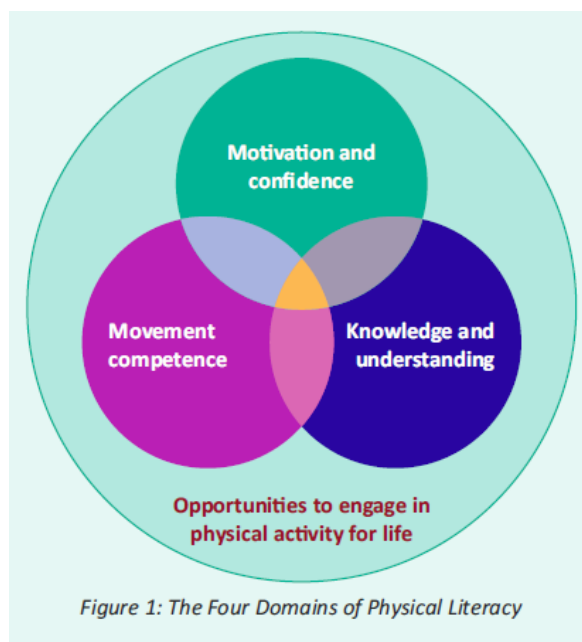 Motivation and
confidence
Movement
competence
Knowledge and
understanding
Opportunities to engage in
physical activity for life
Figure 1: The Four Domains of Physical Literacy